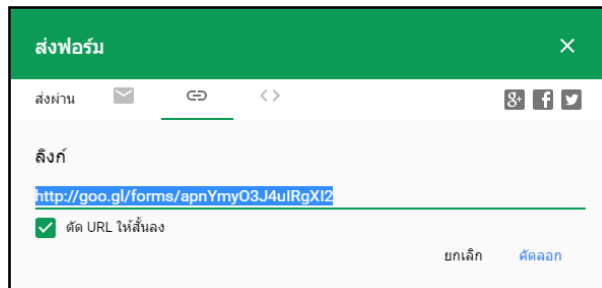 ส่งฟอร์ม
ส่งผ่าน
ลิงก์
http://goo.gl/forms/apnYmyO3J4uIRgXI2
ตัด URL ให้สั้นลง
ยกเลิก คัดลอก